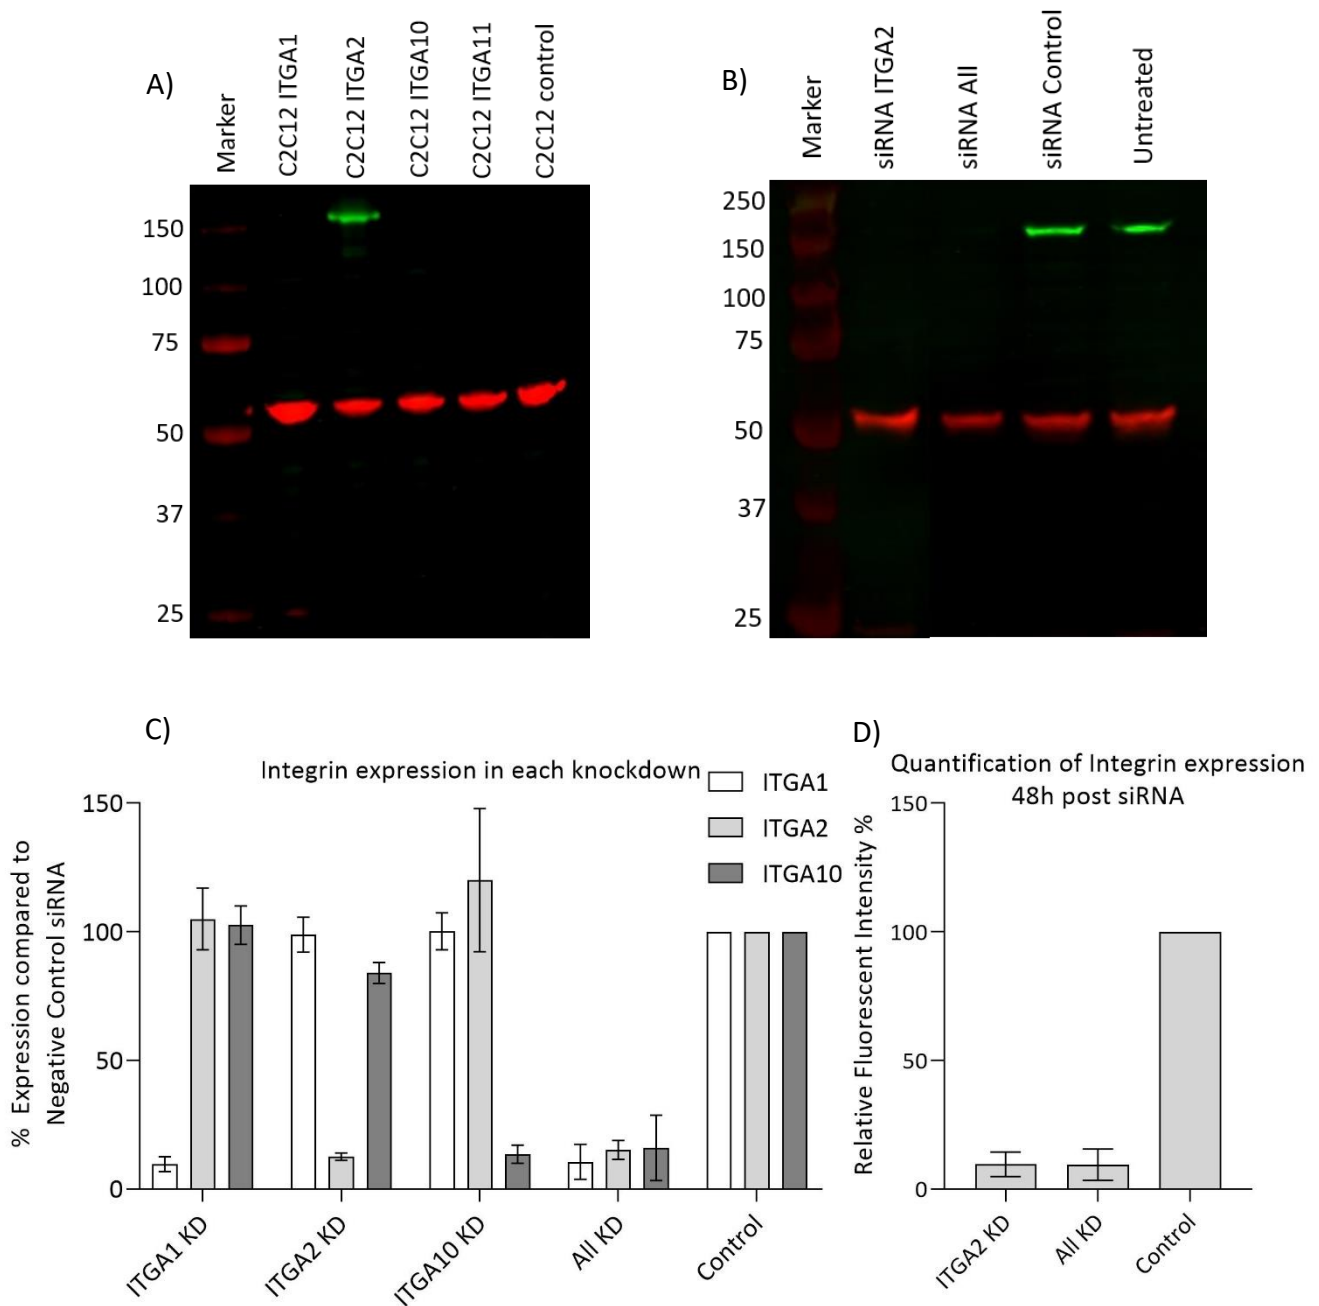 A)
Marker
C2C12 ITGA1
C2C12 ITGA2
C2C12 ITGA10
C2C12 ITGA11
C2C12 control
150
100
75
50
37
25
B)
Marker
siRNA ITGA2
siRNA All
siRNA Control
Untreated
250
150
100
75
50
37
25
C)
Integrin expression in each knockdown
ITGA1
ITGA2
ITGA10
% Expression compared to
Negative Control siRNA
150
100
50
0
ITGA1 KD
ITGA2 KD
ITGA10 KD
All KD
Control
D)
Quantification of Integrin expression
48h post siRNA
Relative Fluorescent Intensity %
150
100
50
0
ITGA2 KD
All KD
Control